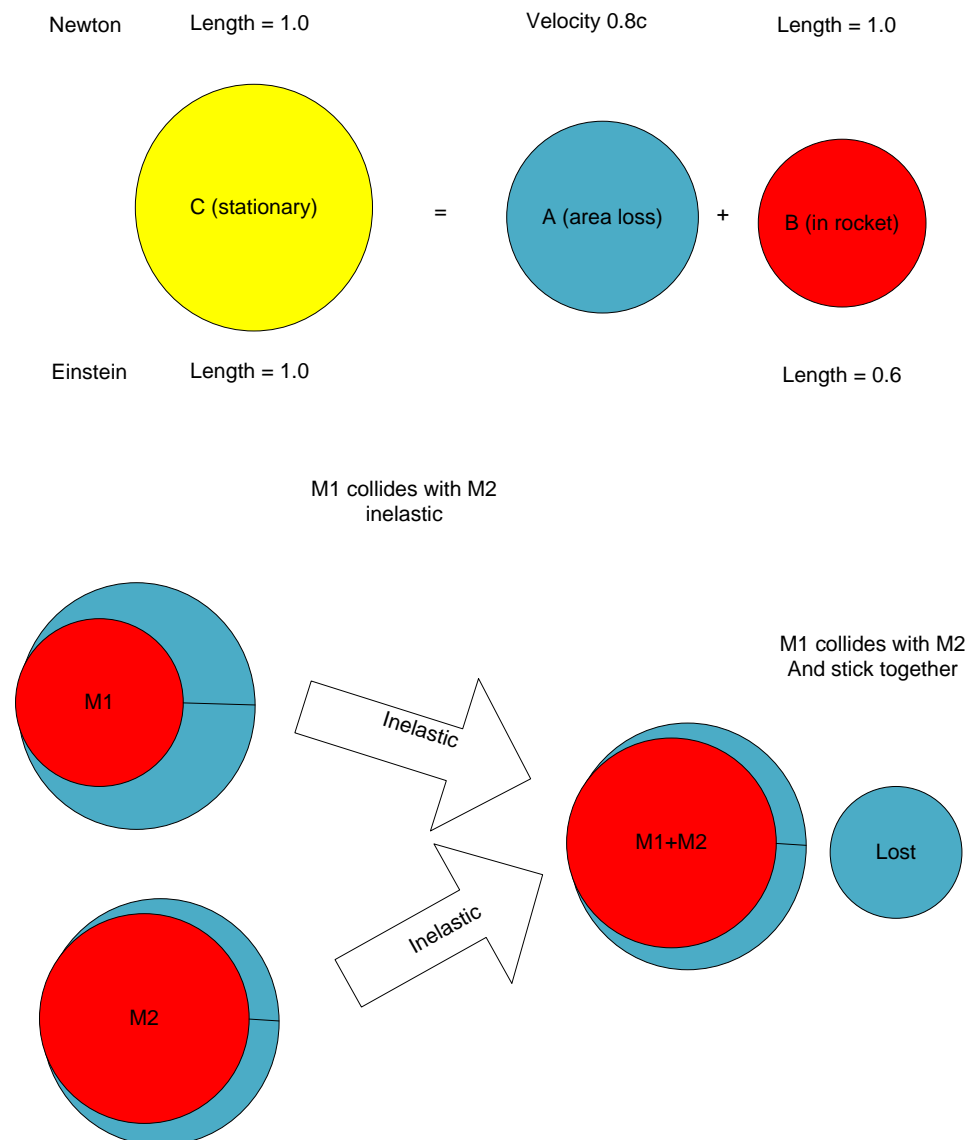 Newton Length = 1.0 Velocity 0.8c Length = 1.0
C (stationary) = A (area loss) + B (in rocket)
Einstein Length = 1.0 Length = 0.6
M1 collides with M2
inelastic
M1 collides with M2
And stick together
M1
Inelastic
M1+M2
Lost
Inelastic
M2